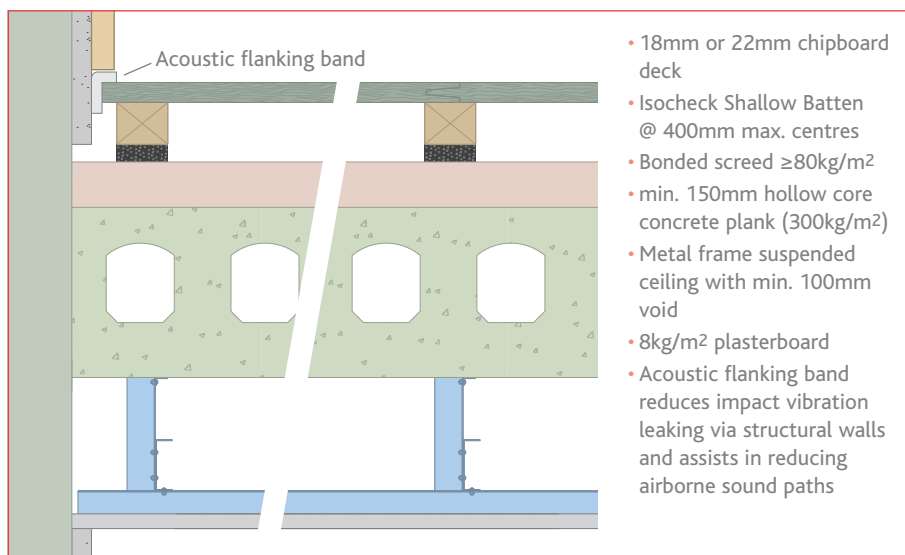 Acoustic flanking band
• 18mm or 22mm chipboard
deck
• Isocheck Shallow Batten
@ 400mm max. centres
• Bonded screed ≥80kg/m2
• min. 150mm hollow core
concrete plank (300kg/m2)
• Metal frame suspended
ceiling with min. 100mm
void
• 8kg/m2 plasterboard
• Acoustic flanking band
reduces impact vibration
leaking via structural walls
and assists in reducing
airborne sound paths